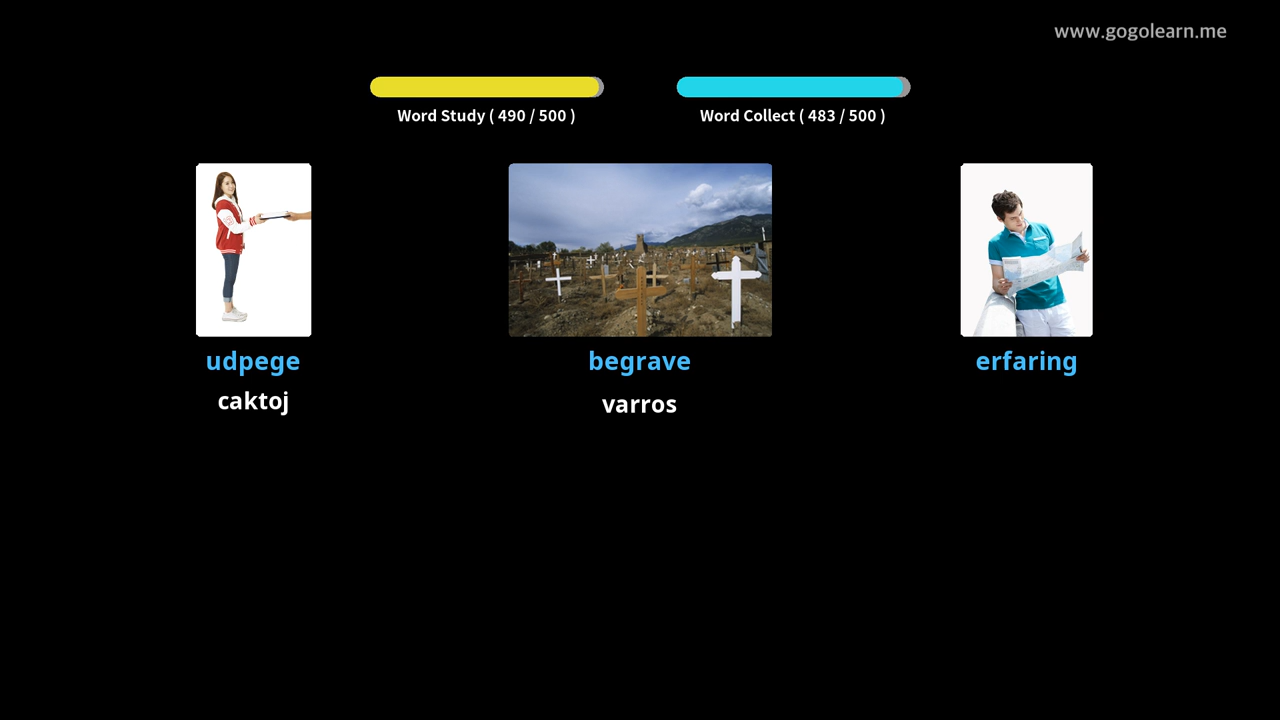 www.gogolearn.me
Word Study ( 490 / 500 )
Word Collect ( 483 / 500 )
udpege
begrave
erfaring
caktoj
varros